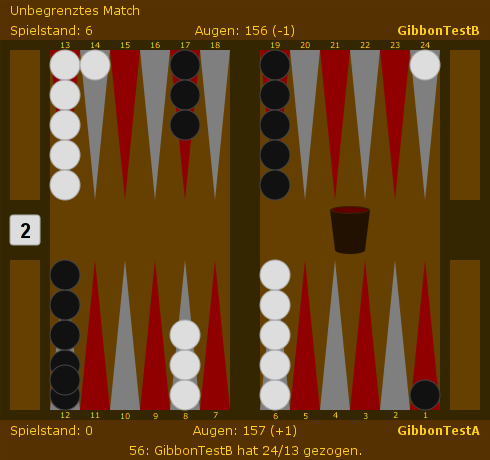 Unbegrenztes Match
Spielstand: 6 Augen: 156 (-1) GibbonTestB
13 14 15 16 17 18 19 20 21 22 23 24
2
12 11 10 9 8 7 6 5 4 3 2 1
Spielstand: 0 Augen: 157 (+1) GibbonTestA
56: GibbonTestB hat 24/13 gezogen.